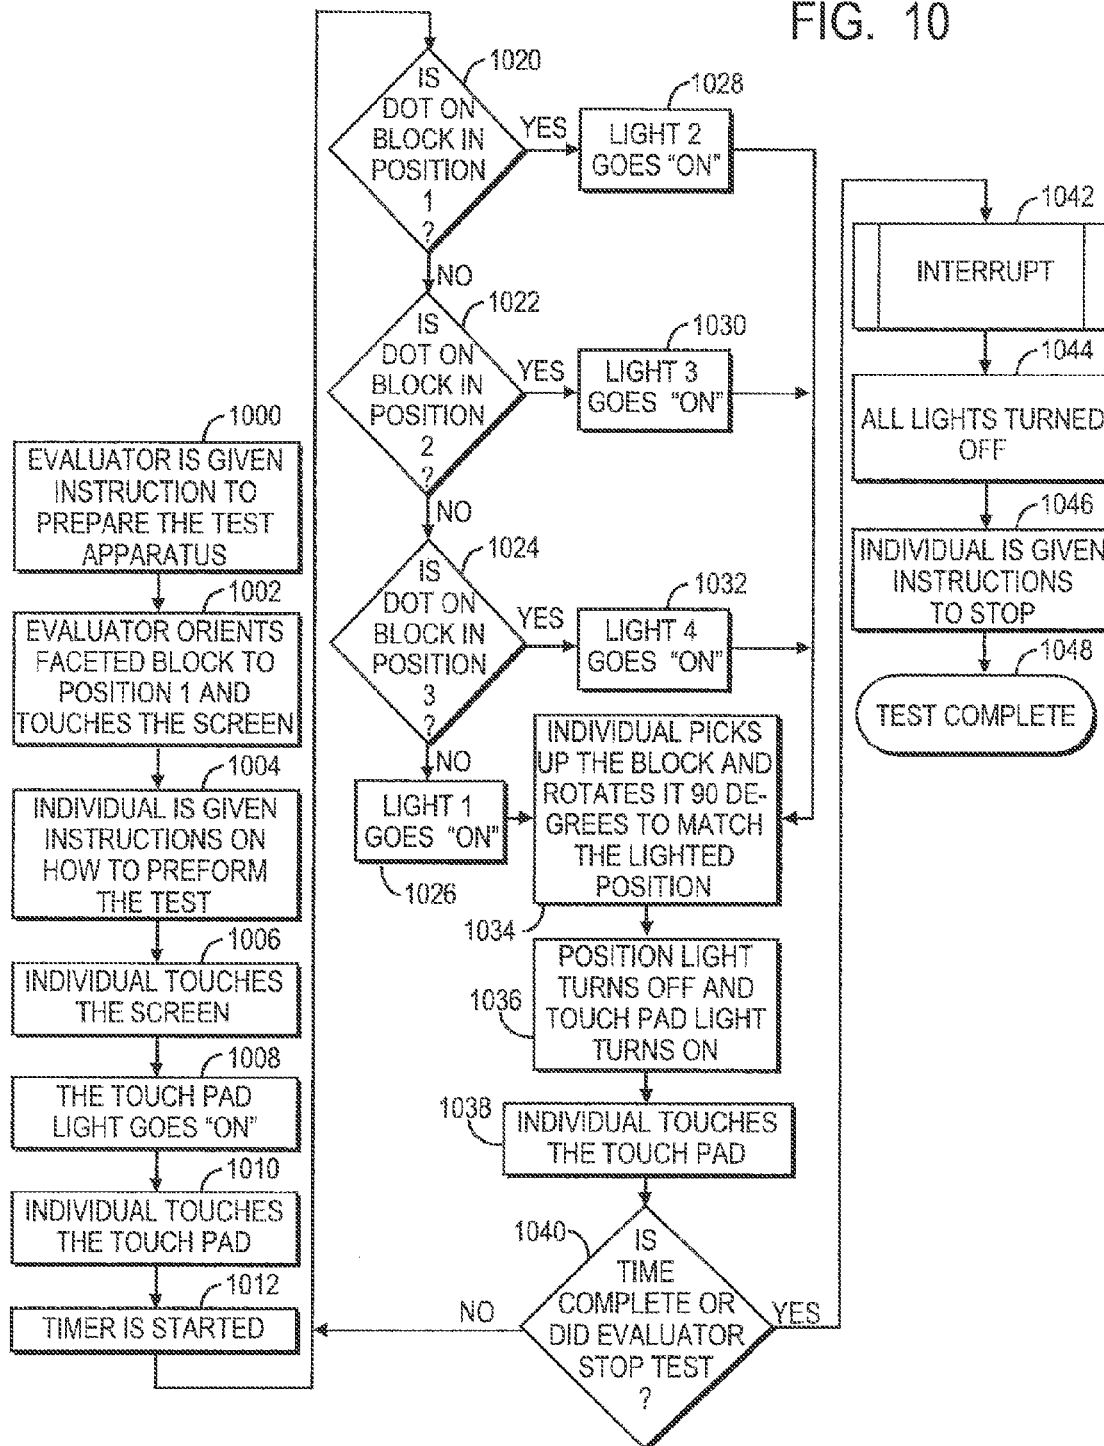 FIG. 10
1000
EVALUATOR IS GIVEN
INSTRUCTION TO
PREPARE THE TEST
APPARATUS
1002
EVALUATOR ORIENTS
FACETED BLOCK TO
POSITION 1 AND
TOUCHES THE SCREEN
1004
INDIVIDUAL IS GIVEN
INSTRUCTIONS ON
HOW TO PREFORM
THE TEST
1006
INDIVIDUAL TOUCHES
THE SCREEN
1008
THE TOUCH PAD
LIGHT GOES "ON"
1010
INDIVIDUAL TOUCHES
THE TOUCH PAD
1012
TIMER IS STARTED
1020
IS
DOT ON
BLOCK IN
POSITION
1
?
YES
NO
1028
LIGHT 2
GOES "ON"
1022
IS
DOT ON
BLOCK IN
POSITION
2
?
YES
NO
1030
LIGHT 3
GOES "ON"
1024
IS
DOT ON
BLOCK IN
POSITION
3
?
YES
NO
1032
LIGHT 4
GOES "ON"
LIGHT 1
GOES "ON"
1026
INDIVIDUAL PICKS
UP THE BLOCK AND
ROTATES IT 90 DE-
GREES TO MATCH
THE LIGHTED
POSITION
1034
POSITION LIGHT
TURNS OFF AND
TOUCH PAD LIGHT
TURNS ON
1036
1038
INDIVIDUAL TOUCHES
THE TOUCH PAD
1040
IS
TIME
COMPLETE OR
DID EVALUATOR
STOP TEST
?
NO
YES
1042
INTERRUPT
1044
ALL LIGHTS TURNED
OFF
1046
INDIVIDUAL IS GIVEN
INSTRUCTIONS
TO STOP
1048
TEST COMPLETE